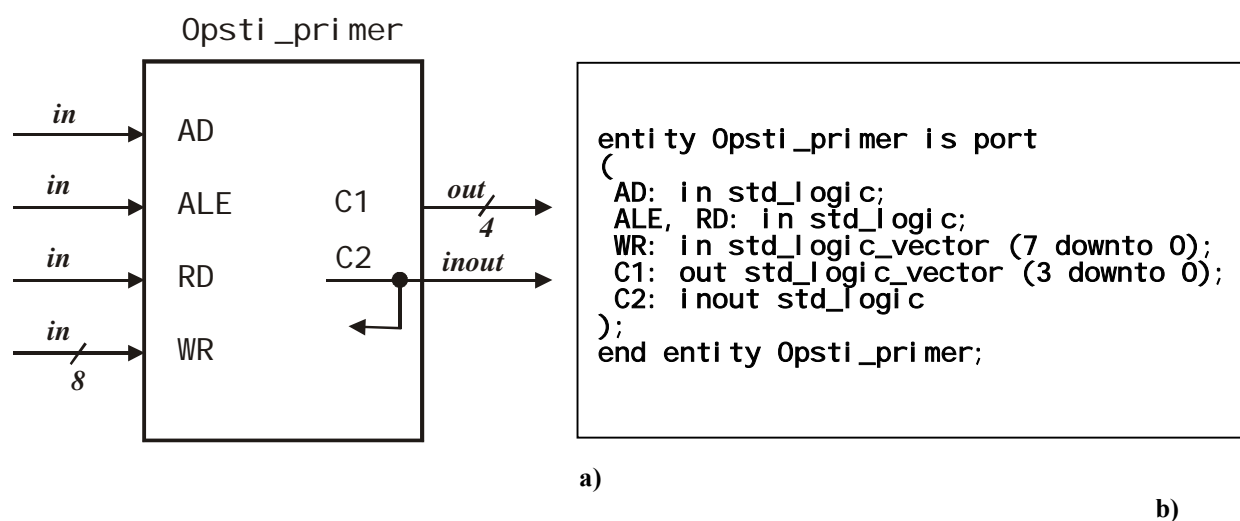 Opsti_primer
in
AD
in
ALE
C1
out
4
in
RD
C2
inout
in
WR
8
entity Opsti_primer is port
(
AD: in std_logic;
ALE, RD: in std_logic;
WR: in std_logic_vector (7 downto 0);
C1: out std_logic_vector (3 downto 0);
C2: inout std_logic
);
end entity Opsti_primer;
a)
b)